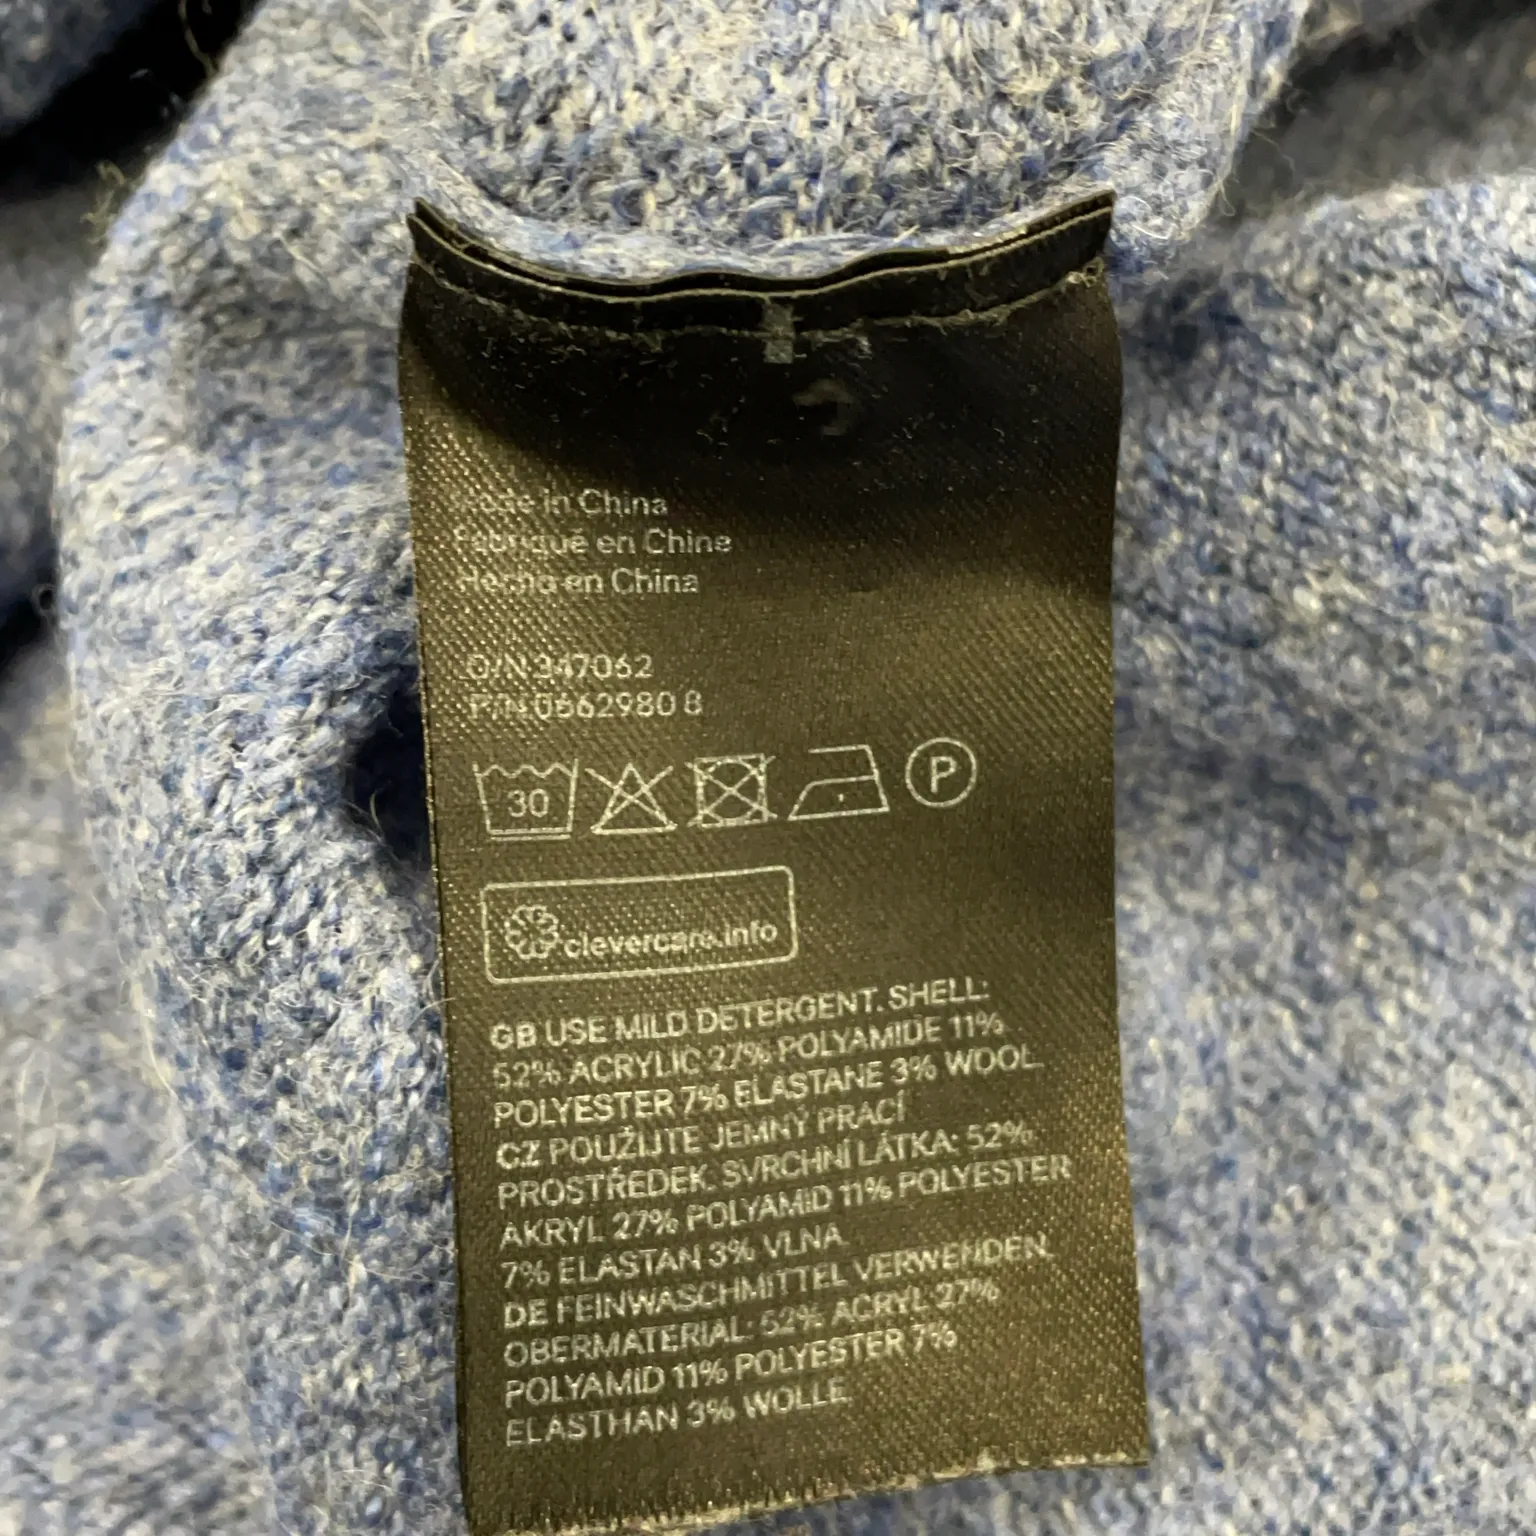 Made in China
Fabriqué en Chine
Hecho en China
O/N 347062
P/N 0662980 8
30
P
clevercare.info
GB USE MILD DETERGENT. SHELL:
52% ACRYLIC 27% POLYAMIDE 11%
POLYESTER 7% ELASTANE 3% WOOL
CZ POUŽIJTE JEMNÝ PRACÍ
PROSTŘEDEK. SVRCHNÍ LÁTKA: 52%
AKRYL 27% POLYAMID 11% POLYESTER
7% ELASTAN 3% VLNA
DE FEINWASCHMITTEL VERWENDEN.
OBERMATERIAL: 52% ACRYL 27%
POLYAMID 11% POLYESTER 7%
ELASTHAN 3% WOLLE